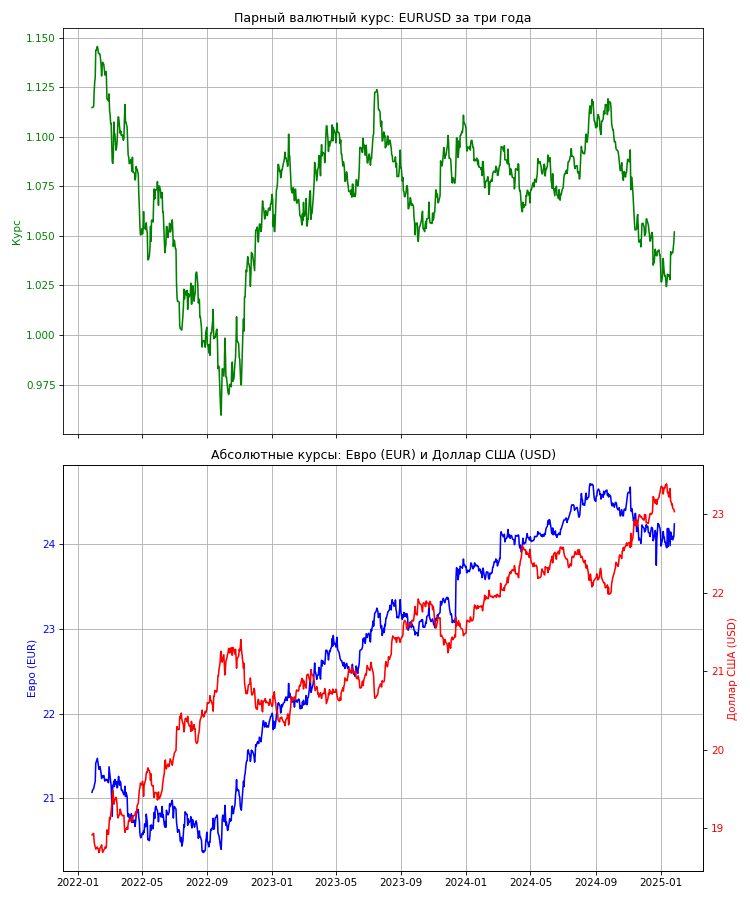 Парный валютный курс: EURUSD за три года
1.150
1.125
1.100
1.075
1.050
1.025
1.000
0.975
Курс
Абсолютные курсы: Евро (EUR) и Доллар США (USD)
24
23
22
21
Евро (EUR)
23
22
21
20
19
Доллар США (USD)
2022-01 2022-05 2022-09 2023-01 2023-05 2023-09 2024-01 2024-05 2024-09 2025-01